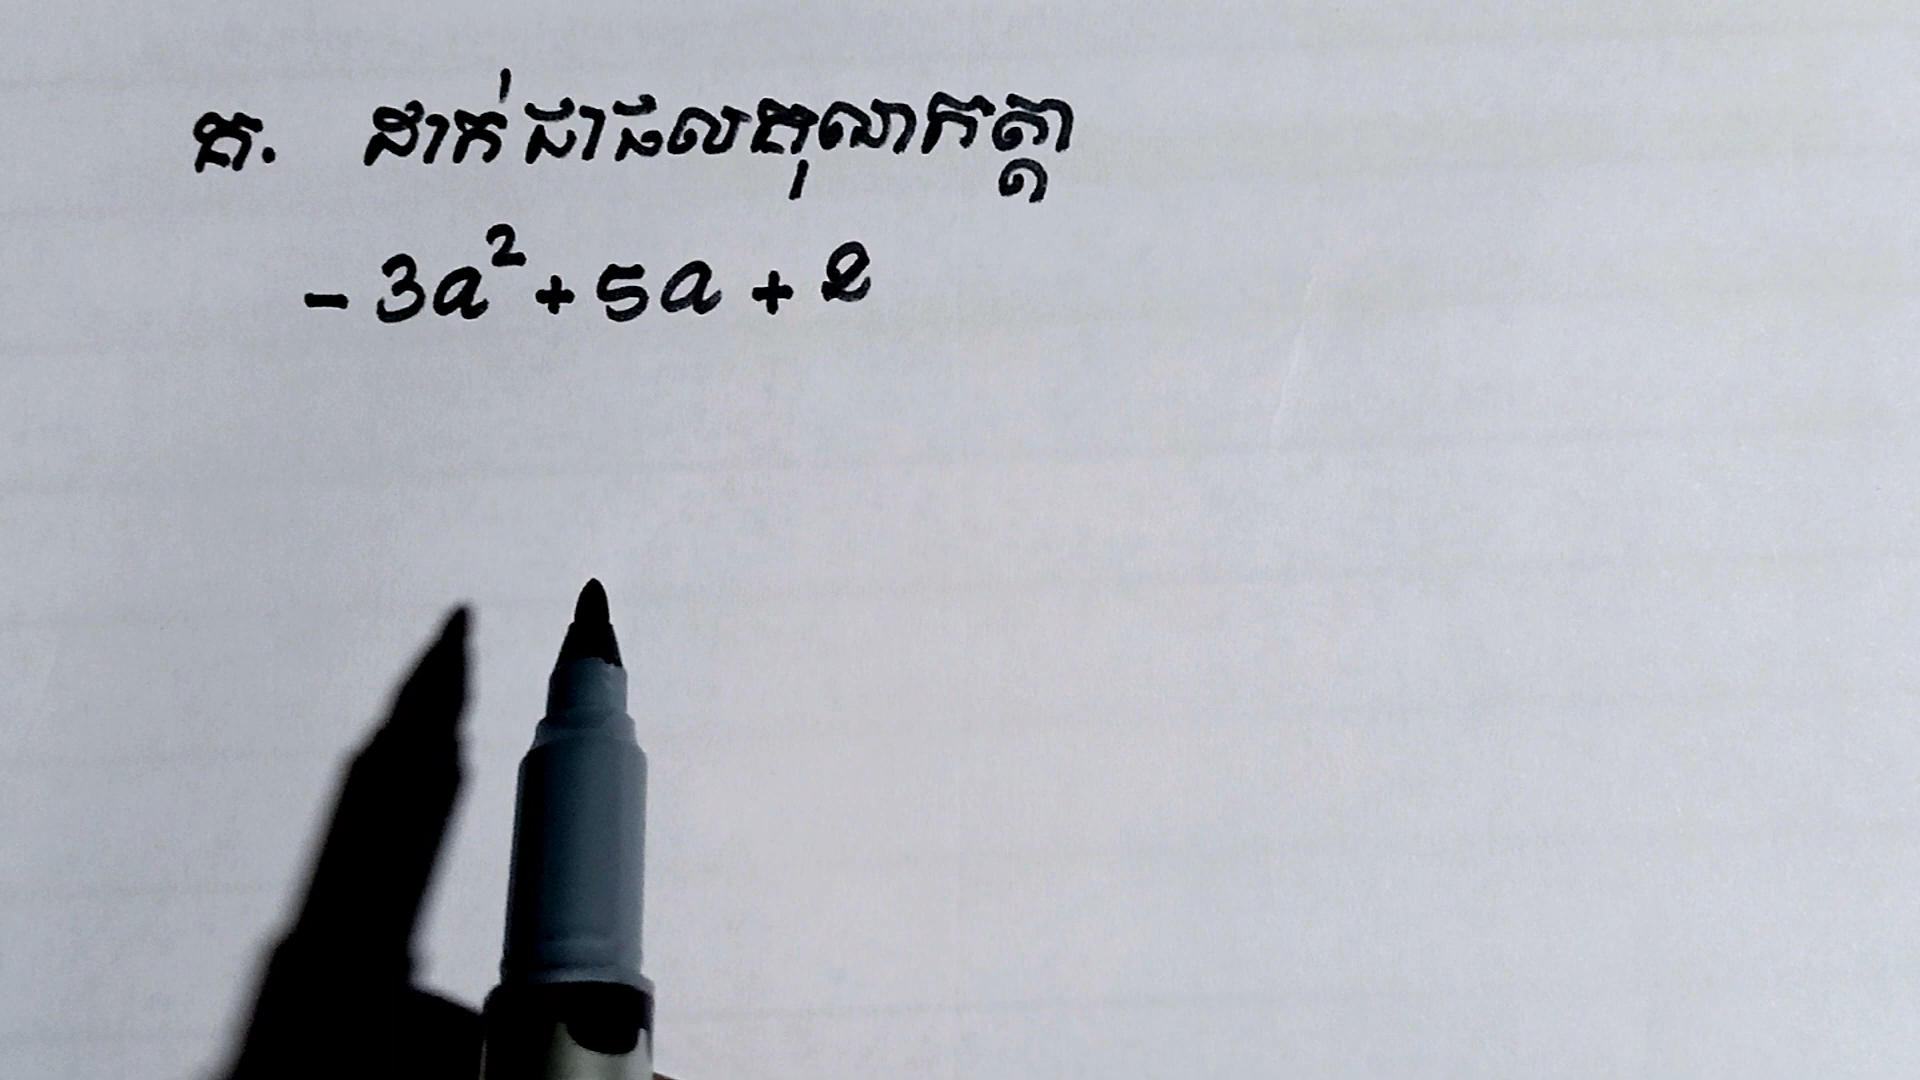 គ. ដាក់ជាផលគុណកត្តា
- 3a² + 5a + 2